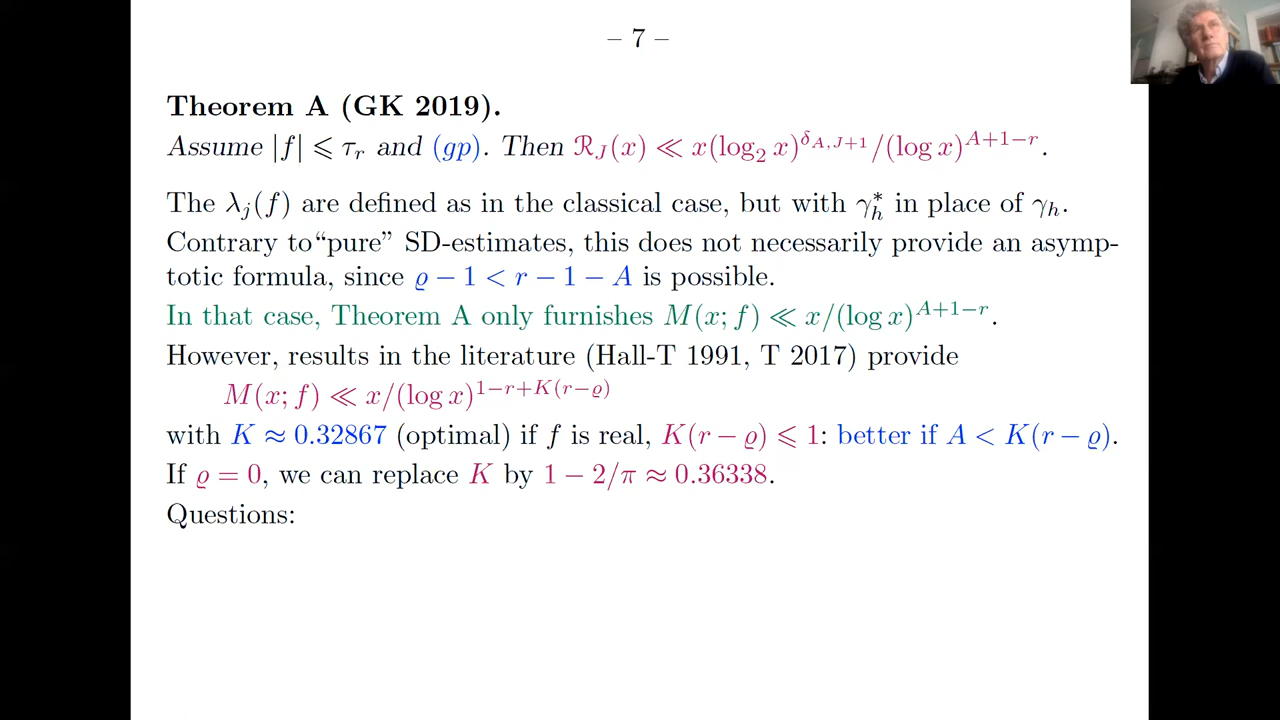 – 7 –
Theorem A (GK 2019).
Assume |f| ⩽ τ_r and (gp). Then ℛ_J(x) ≪ x(log₂ x)^{δ_{A,J+1}}/(log x)^{A+1−r}.
The λ_j(f) are defined as in the classical case, but with γ_h^* in place of γ_h.
Contrary to“pure” SD-estimates, this does not necessarily provide an asymp-
totic formula, since ϱ − 1 < r − 1 − A is possible.
In that case, Theorem A only furnishes M(x; f) ≪ x/(log x)^{A+1−r}.
However, results in the literature (Hall-T 1991, T 2017) provide
M(x; f) ≪ x/(log x)^{1−r+K(r−ϱ)}
with K ≈ 0.32867 (optimal) if f is real, K(r − ϱ) ⩽ 1: better if A < K(r − ϱ).
If ϱ = 0, we can replace K by 1 − 2/π ≈ 0.36338.
Questions: